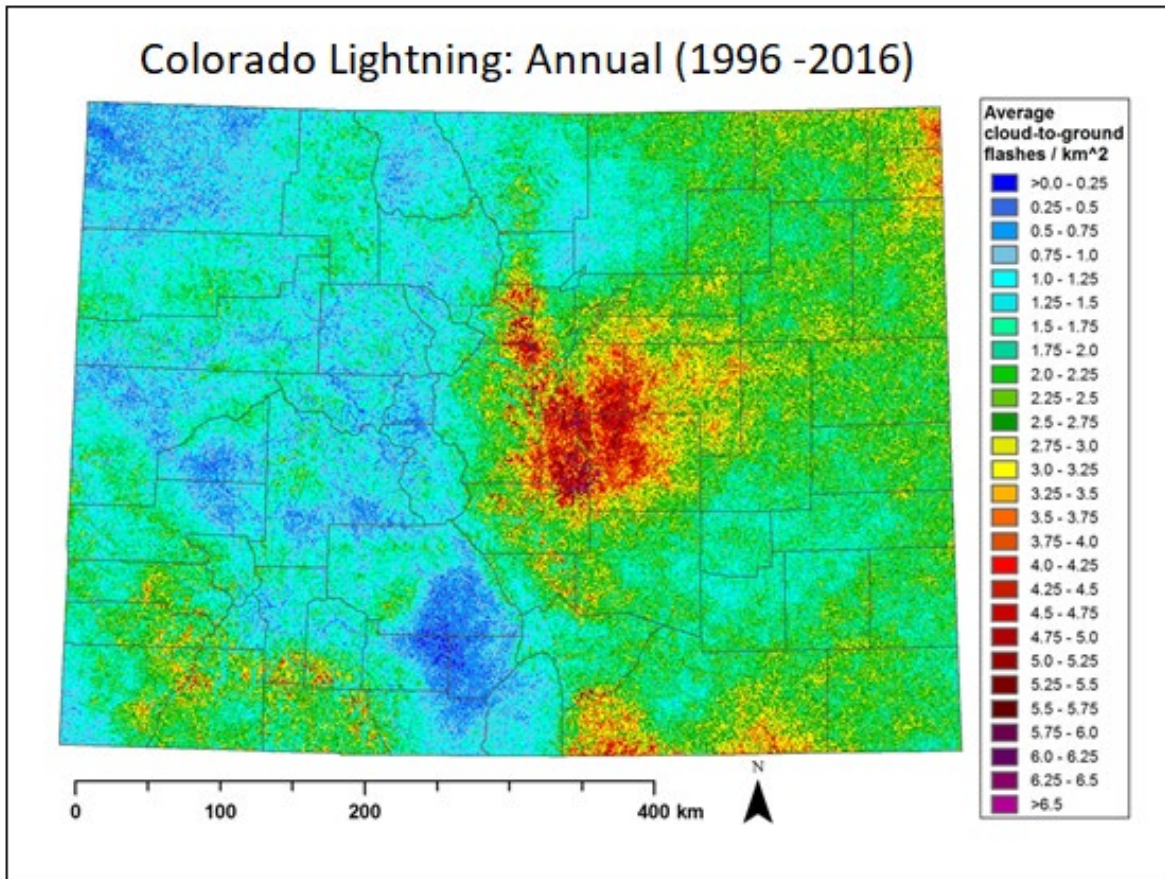 Colorado Lightning: Annual (1996 -2016)
Average
cloud-to-ground
flashes / km^2
>0.0 - 0.25
0.25 - 0.5
0.5 - 0.75
0.75 - 1.0
1.0 - 1.25
1.25 - 1.5
1.5 - 1.75
1.75 - 2.0
2.0 - 2.25
2.25 - 2.5
2.5 - 2.75
2.75 - 3.0
3.0 - 3.25
3.25 - 3.5
3.5 - 3.75
3.75 - 4.0
4.0 - 4.25
4.25 - 4.5
4.5 - 4.75
4.75 - 5.0
5.0 - 5.25
5.25 - 5.5
5.5 - 5.75
5.75 - 6.0
6.0 - 6.25
6.25 - 6.5
>6.5
N
0 100 200 400 km